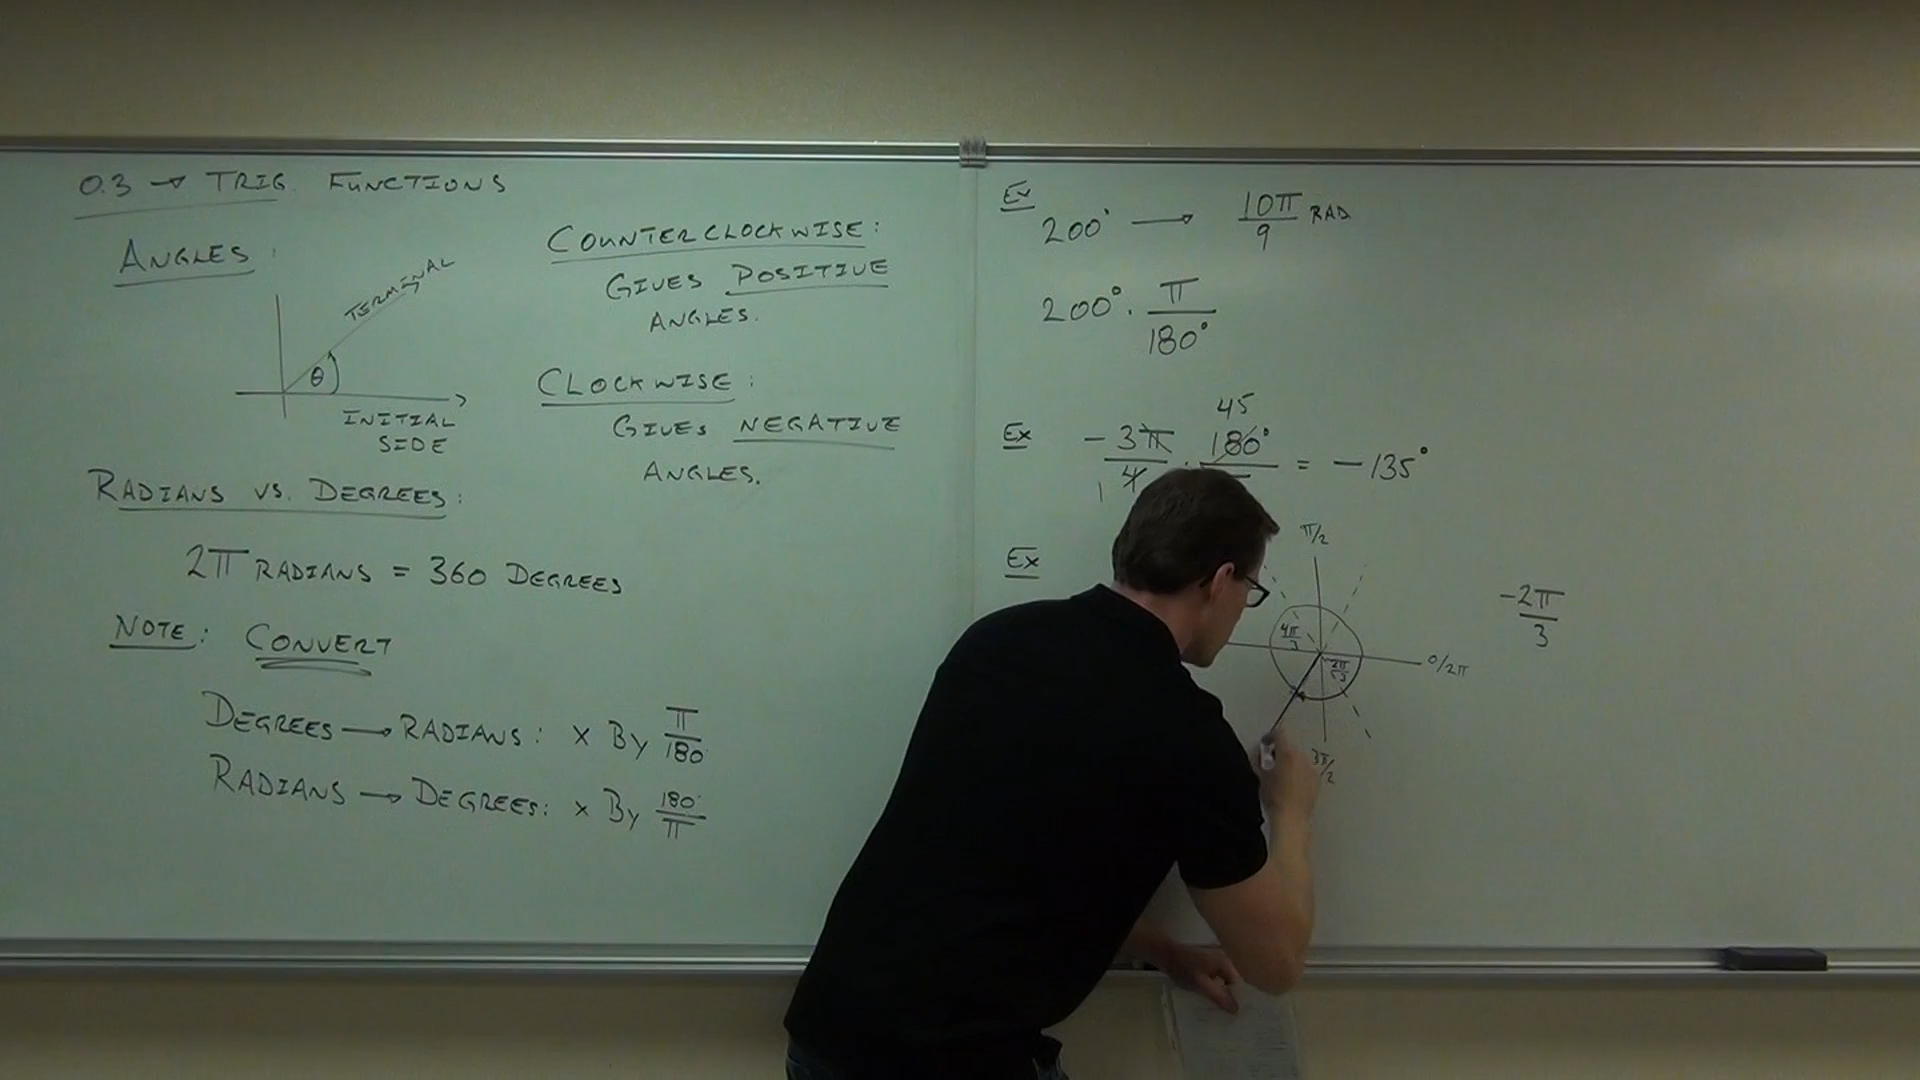 0.3 → TRIG. FUNCTIONS
ANGLES:
TERMINAL
θ
INITIAL
SIDE
COUNTERCLOCKWISE:
GIVES POSITIVE
ANGLES.
CLOCKWISE:
GIVES NEGATIVE
ANGLES.
RADIANS VS. DEGREES:
2π RADIANS = 360 DEGREES
NOTE: CONVERT
DEGREES → RADIANS: × BY π/180
RADIANS → DEGREES: × BY 180°/π
Ex
200° → 10π/9 RAD
200° · π/180°
45
Ex -3π/4 · 180° = -135°
1
Ex
π/2
4π/3
0/2π
2π/3
3π/2
-2π/3